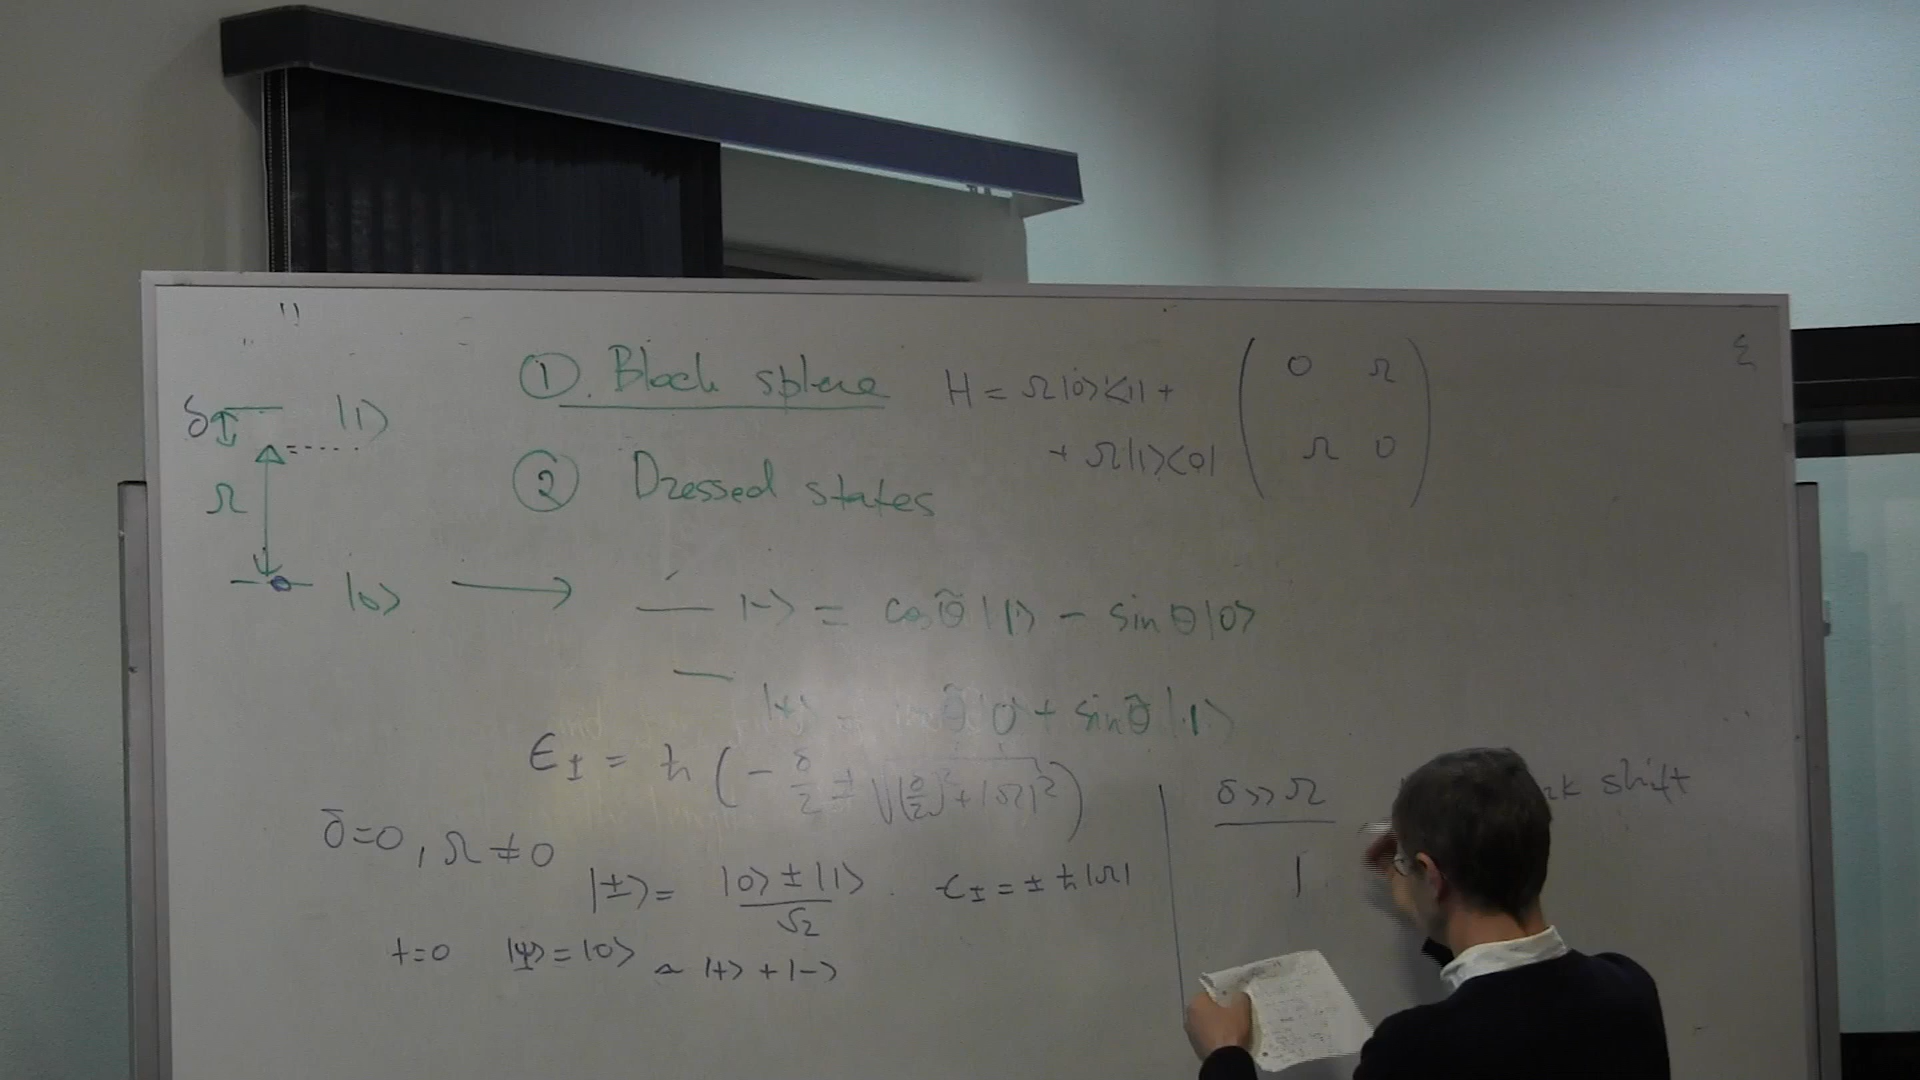 ① . Bloch sphere
H = Ω|0><1| +
+ Ω|1><0|
0 Ω
Ω 0
δ |1>
Ω
② Dressed states
|0> → |-> = cos θ̃ |1> - sin θ |0>
|+> θ̃ 0 + sin θ̃ |1>
ϵ± = ħ ( - δ/2 ± √((δ/2)² + |Ω|²) )
δ=0, Ω ≠ 0
|±> = |0> ± |1> / √2 . ϵ± = ± ħ|Ω|
t=0 |Ψ> = |0> ~ |+> + |->
δ >> Ω shift